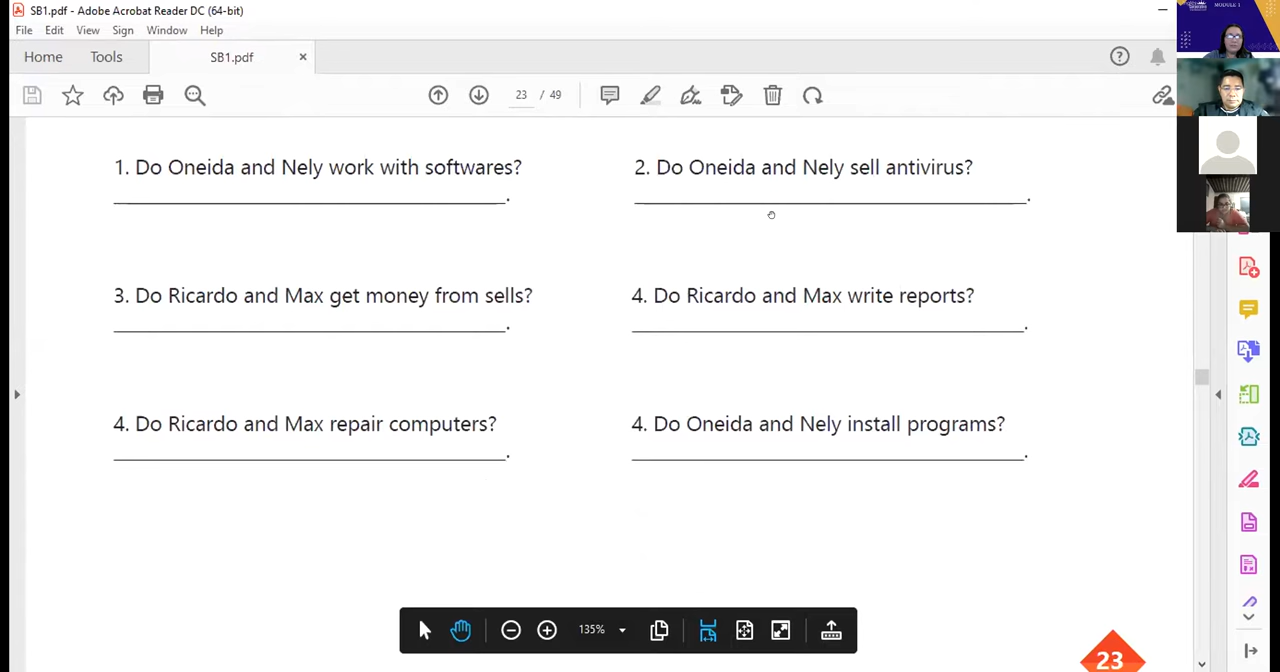 SB1.pdf - Adobe Acrobat Reader DC (64-bit)
File Edit View Sign Window Help
Home Tools SB1.pdf
23 / 49
MODULE 1
1. Do Oneida and Nely work with softwares?
2. Do Oneida and Nely sell antivirus?
3. Do Ricardo and Max get money from sells?
4. Do Ricardo and Max write reports?
4. Do Ricardo and Max repair computers?
4. Do Oneida and Nely install programs?
135%
23